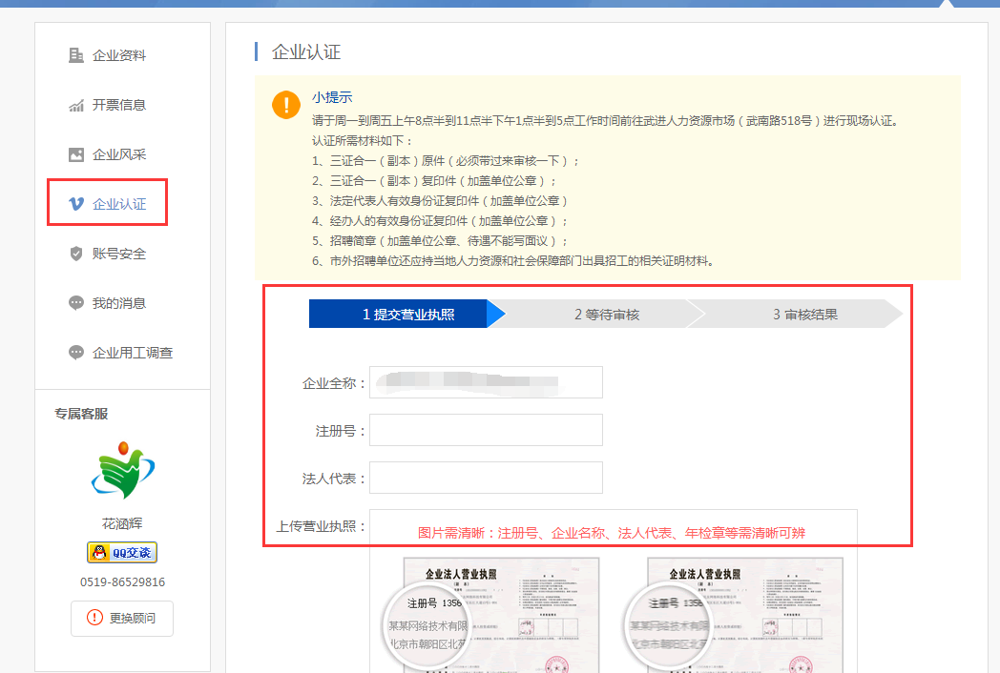 企业资料
开票信息
企业风采
企业认证
账号安全
我的消息
企业用工调查
专属客服
花涵辉
QQ交谈
0519-86529816
更换顾问
企业认证
小提示
请于周一到周五上午8点半到11点半下午1点半到5点工作时间前往武进人力资源市场（武南路518号）进行现场认证。
认证所需材料如下：
1、三证合一（副本）原件（必须带过来审核一下）；
2、三证合一（副本）复印件（加盖单位公章）；
3、法定代表人有效身份证复印件（加盖单位公章）
4、经办人的有效身份证复印件（加盖单位公章）；
5、招聘简章（加盖单位公章、待遇不能写面议）；
6、市外招聘单位还应持当地人力资源和社会保障部门出具招工的相关证明材料。
1 提交营业执照
2 等待审核
3 审核结果
企业全称：
注册号：
法人代表：
上传营业执照：
图片需清晰：注册号、企业名称、法人代表、年检章等需清晰可辨
企业法人营业执照
注册号 1356
某某网络技术有限
北京市朝阳区北
企业法人营业执照
注册号 1356
某某网络技术有限
北京市朝阳区北